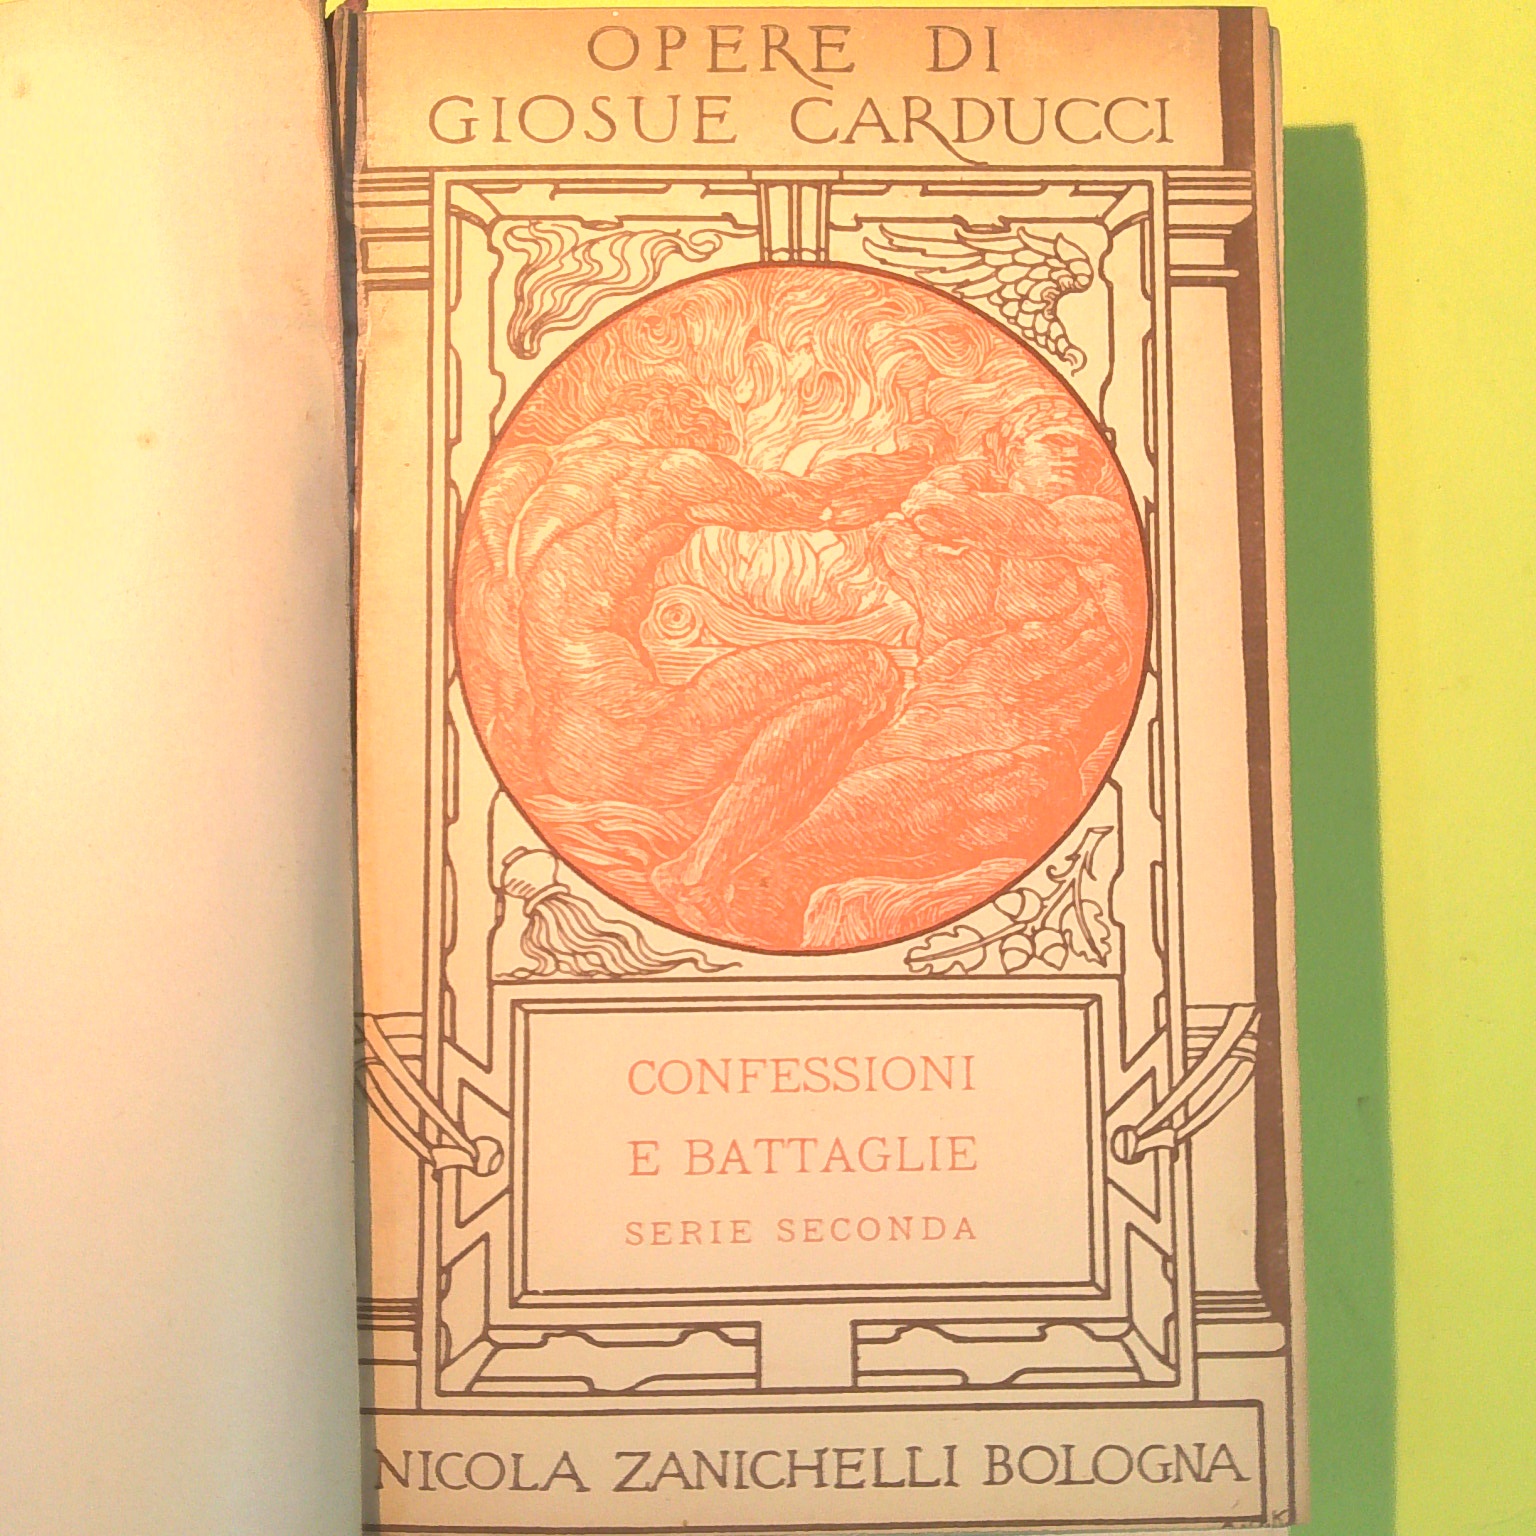 OPERE DI
GIOSUE CARDUCCI
CONFESSIONI
E BATTAGLIE
SERIE SECONDA
NICOLA ZANICHELLI BOLOGNA